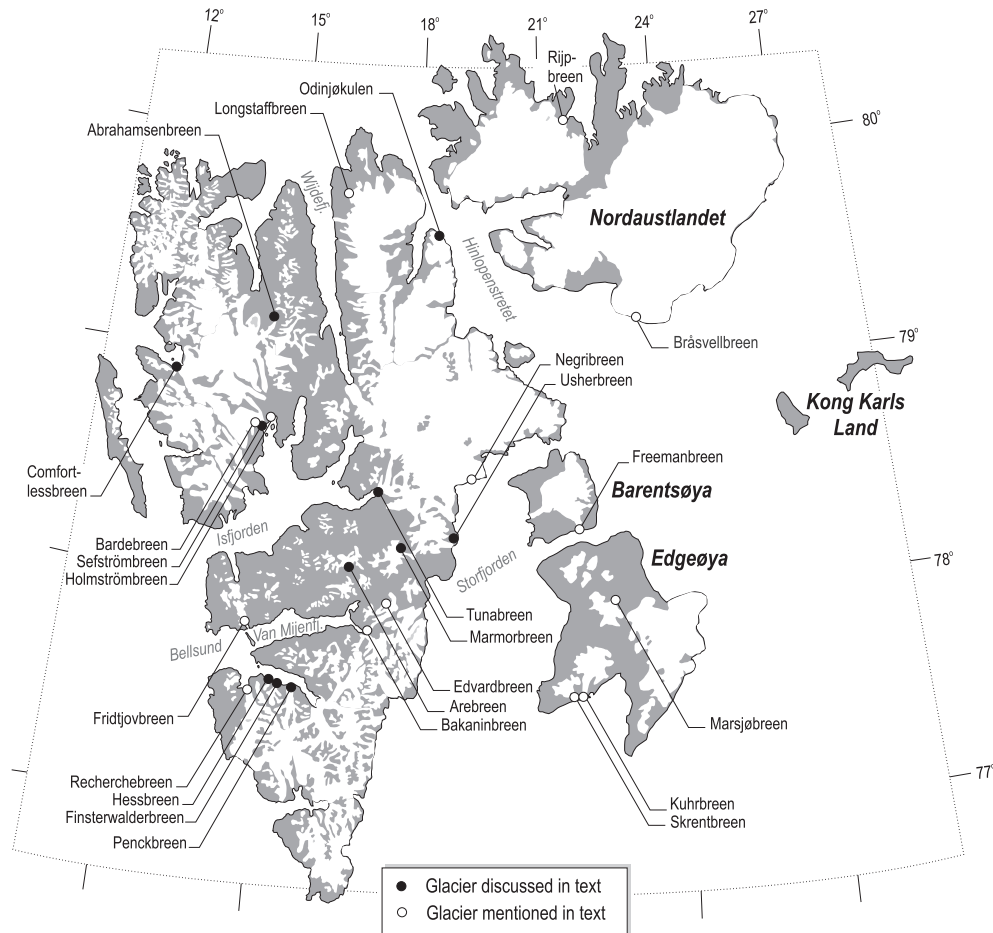 12°
15°
18°
21°
24°
27°
Rijp-
breen
Odinjøkulen
Longstaffbreen
Abrahamsenbreen
80°
Wijdefj.
Nordaustlandet
Hinlopenstretet
Bråsvellbreen
79°
Negribreen
Usherbreen
Kong Karls
Land
Comfort-
lessbreen
Freemanbreen
Barentsøya
Isfjorden
Bardebreen
Sefströmbreen
Holmströmbreen
Edgeøya
78°
Storfjorden
Tunabreen
Marmorbreen
Van Mijenfj.
Bellsund
Edvardbreen
Arebreen
Bakaninbreen
Fridtjovbreen
Marsjøbreen
77°
Recherchebreen
Hessbreen
Finsterwalderbreen
Penckbreen
Kuhrbreen
Skrentbreen
Glacier discussed in text
Glacier mentioned in text